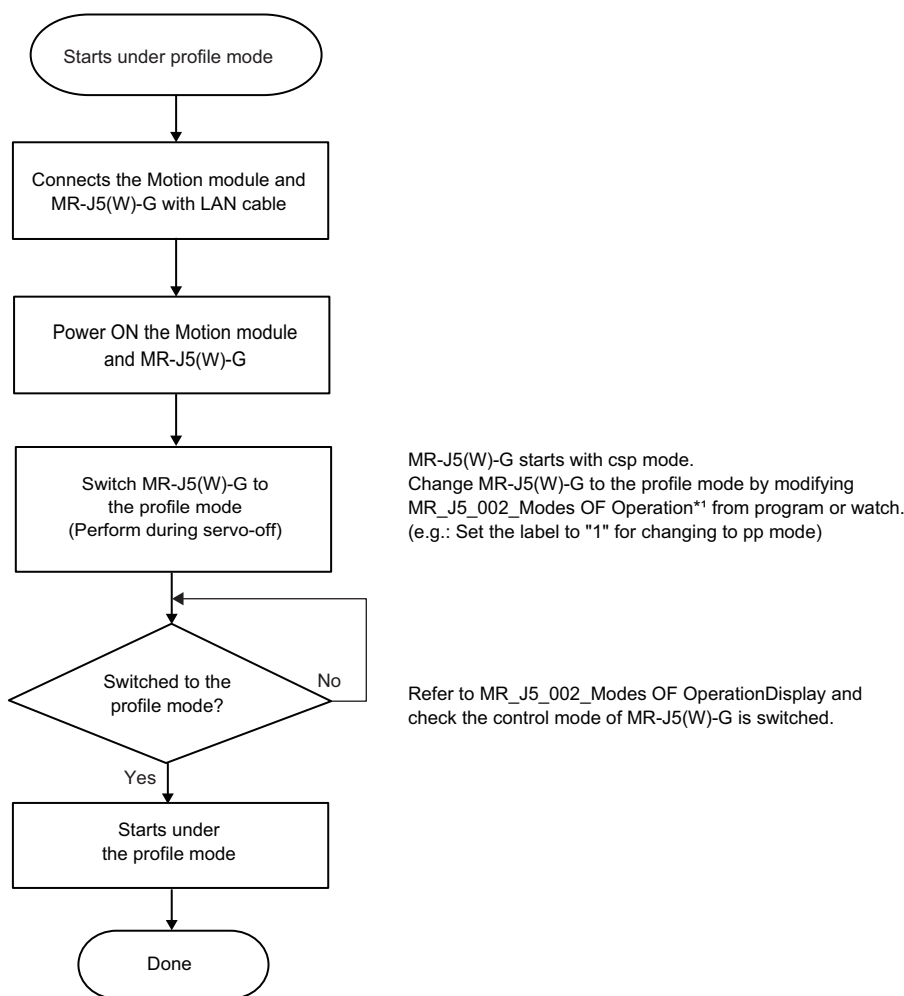 Starts under profile mode
Connects the Motion module and
MR-J5(W)-G with LAN cable
Power ON the Motion module
and MR-J5(W)-G
Switch MR-J5(W)-G to
the profile mode
(Perform during servo-off)
MR-J5(W)-G starts with csp mode.
Change MR-J5(W)-G to the profile mode by modifying
MR_J5_002_Modes OF Operation*¹ from program or watch.
(e.g.: Set the label to "1" for changing to pp mode)
Switched to the
profile mode?
No
Refer to MR_J5_002_Modes OF OperationDisplay and
check the control mode of MR-J5(W)-G is switched.
Yes
Starts under
the profile mode
Done